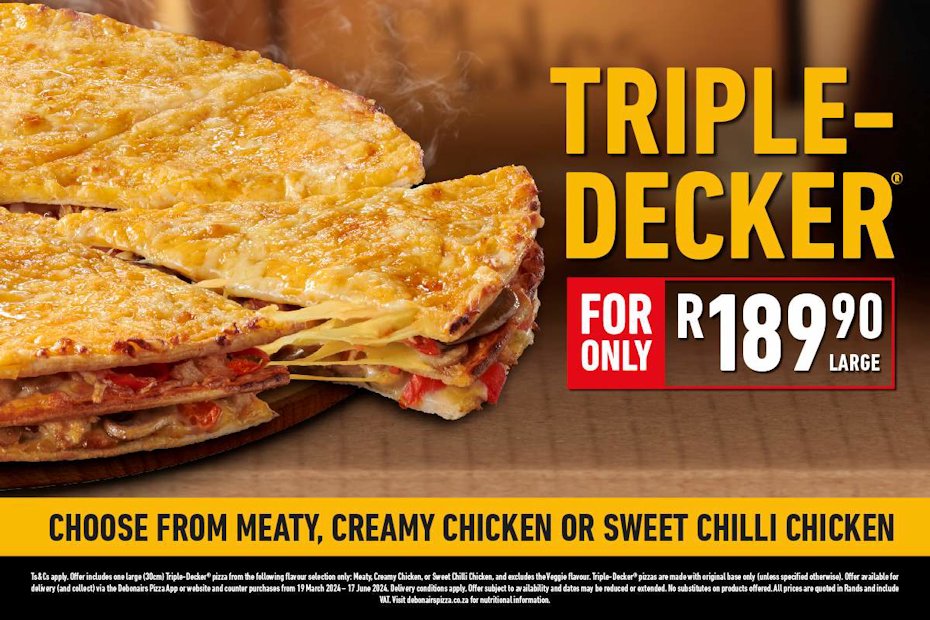 TRIPLE-
DECKER®
FOR ONLY R189 90 LARGE
CHOOSE FROM MEATY, CREAMY CHICKEN OR SWEET CHILLI CHICKEN
Ts&Cs apply. Offer includes one large (30cm) Triple-Decker® pizza from the following flavour selection only: Meaty, Creamy Chicken, or Sweet Chilli Chicken, and excludes the Veggie flavour. Triple-Decker® pizzas are made with original base only (unless specified otherwise). Offer available for
delivery (and collect) via the Debonairs Pizza App or website and counter purchases from 19 March 2024 – 17 June 2024. Delivery conditions apply. Offer subject to availability and dates may be reduced or extended. No substitutes on products offered. All prices are quoted in Rands and include
VAT. Visit debonairspizza.co.za for nutritional information.